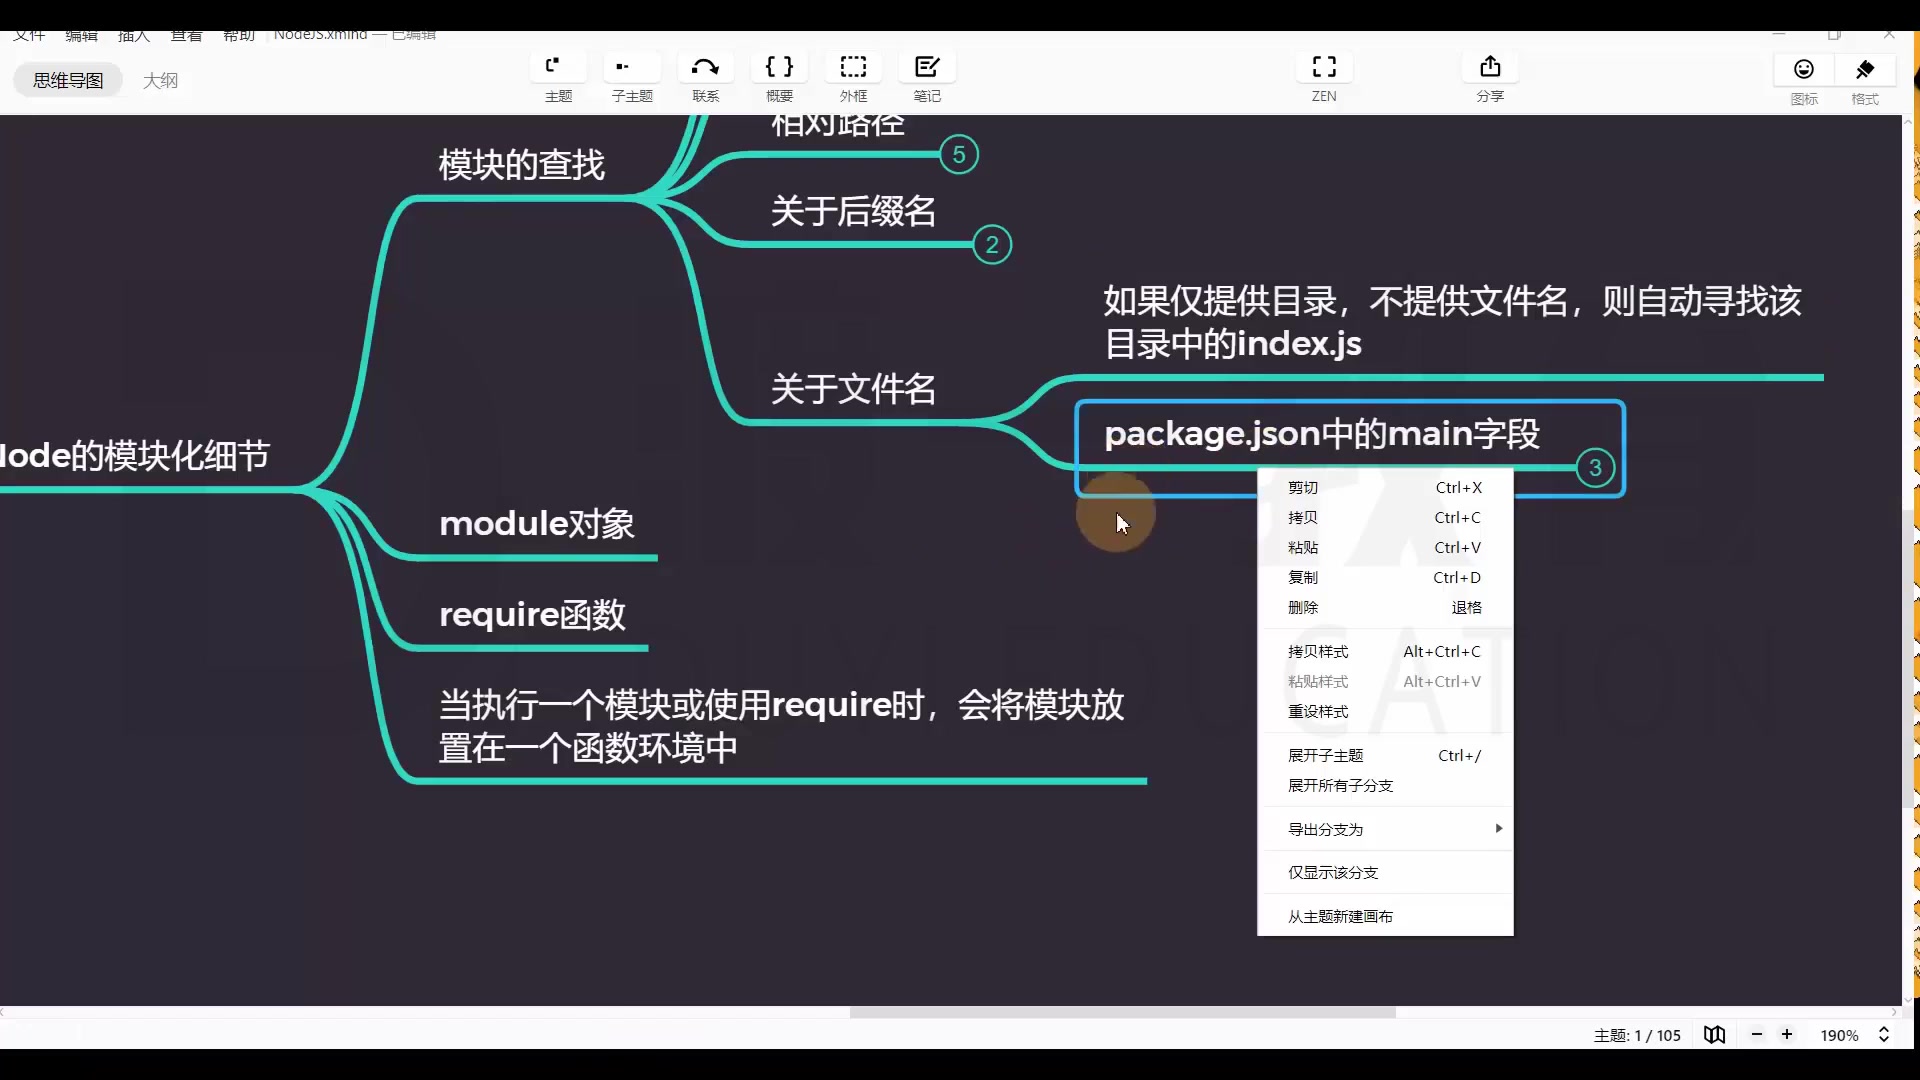 文件 编辑 插入 查看 帮助 NodeJS.xmind — 已编辑
思维导图 大纲
主题 子主题 联系 概要 外框 笔记 ZEN 分享 图标 格式
相对路径
5
模块的查找
关于后缀名
2
如果仅提供目录，不提供文件名，则自动寻找该
目录中的index.js
关于文件名
package.json中的main字段
3
Node的模块化细节
module对象
require函数
当执行一个模块或使用require时，会将模块放
置在一个函数环境中
剪切 Ctrl+X
拷贝 Ctrl+C
粘贴 Ctrl+V
复制 Ctrl+D
删除 退格
拷贝样式 Alt+Ctrl+C
粘贴样式 Alt+Ctrl+V
重设样式
展开子主题 Ctrl+/
展开所有子分支
导出分支为
仅显示该分支
从主题新建画布
DUYI EDUCATION
主题: 1 / 105
190%